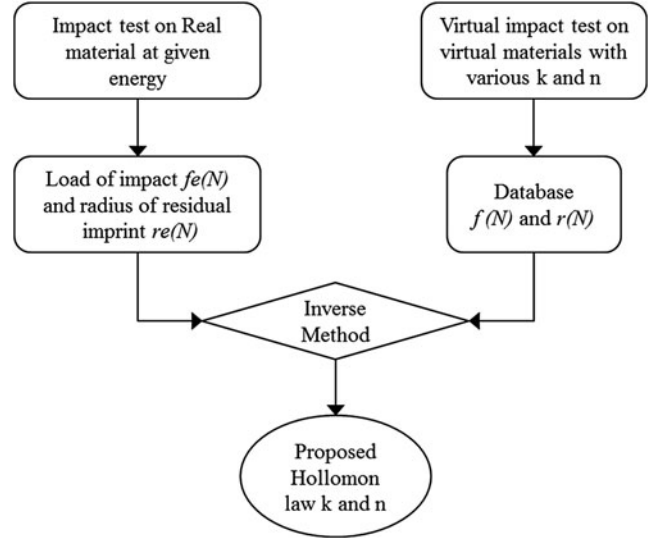 Impact test on Real
material at given
energy
Virtual impact test on
virtual materials with
various k and n
Load of impact fe(N)
and radius of residual
imprint re(N)
Database
f(N) and r(N)
Inverse
Method
Proposed
Hollomon
law k and n